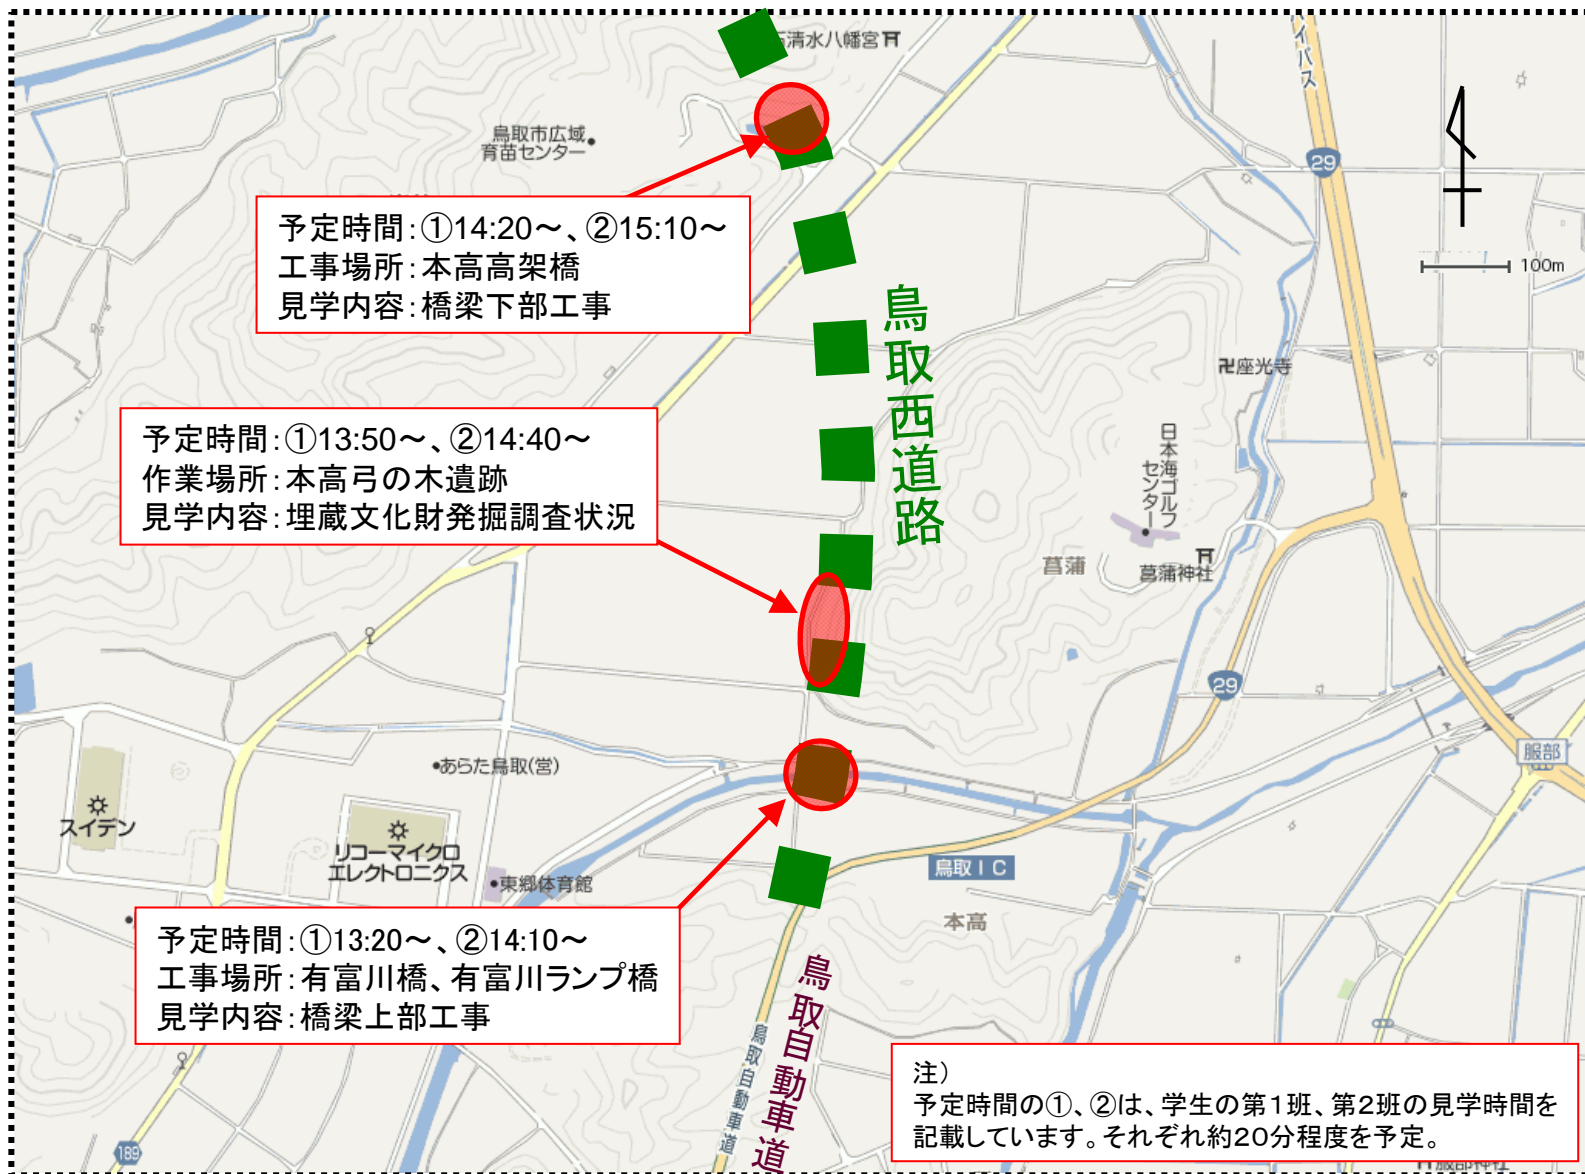 清水八幡宮
バイパス
鳥取市広域
育苗センター
29
予定時間：①14:20～、②15:10～
工事場所：本高高架橋
見学内容：橋梁下部工事
100m
鳥取西道路
座光寺
予定時間：①13:50～、②14:40～
作業場所：本高弓の木遺跡
見学内容：埋蔵文化財発掘調査状況
日本海ゴルフ
センター
菖蒲
菖蒲神社
29
服部
あらた鳥取(営)
スイデン
リコーマイクロ
エレクトロニクス
東郷体育館
鳥取IC
本高
予定時間：①13:20～、②14:10～
工事場所：有富川橋、有富川ランプ橋
見学内容：橋梁上部工事
鳥取自動車道
鳥取自動車道
189
注）
予定時間の①、②は、学生の第１班、第２班の見学時間を
記載しています。それぞれ約２０分程度を予定。